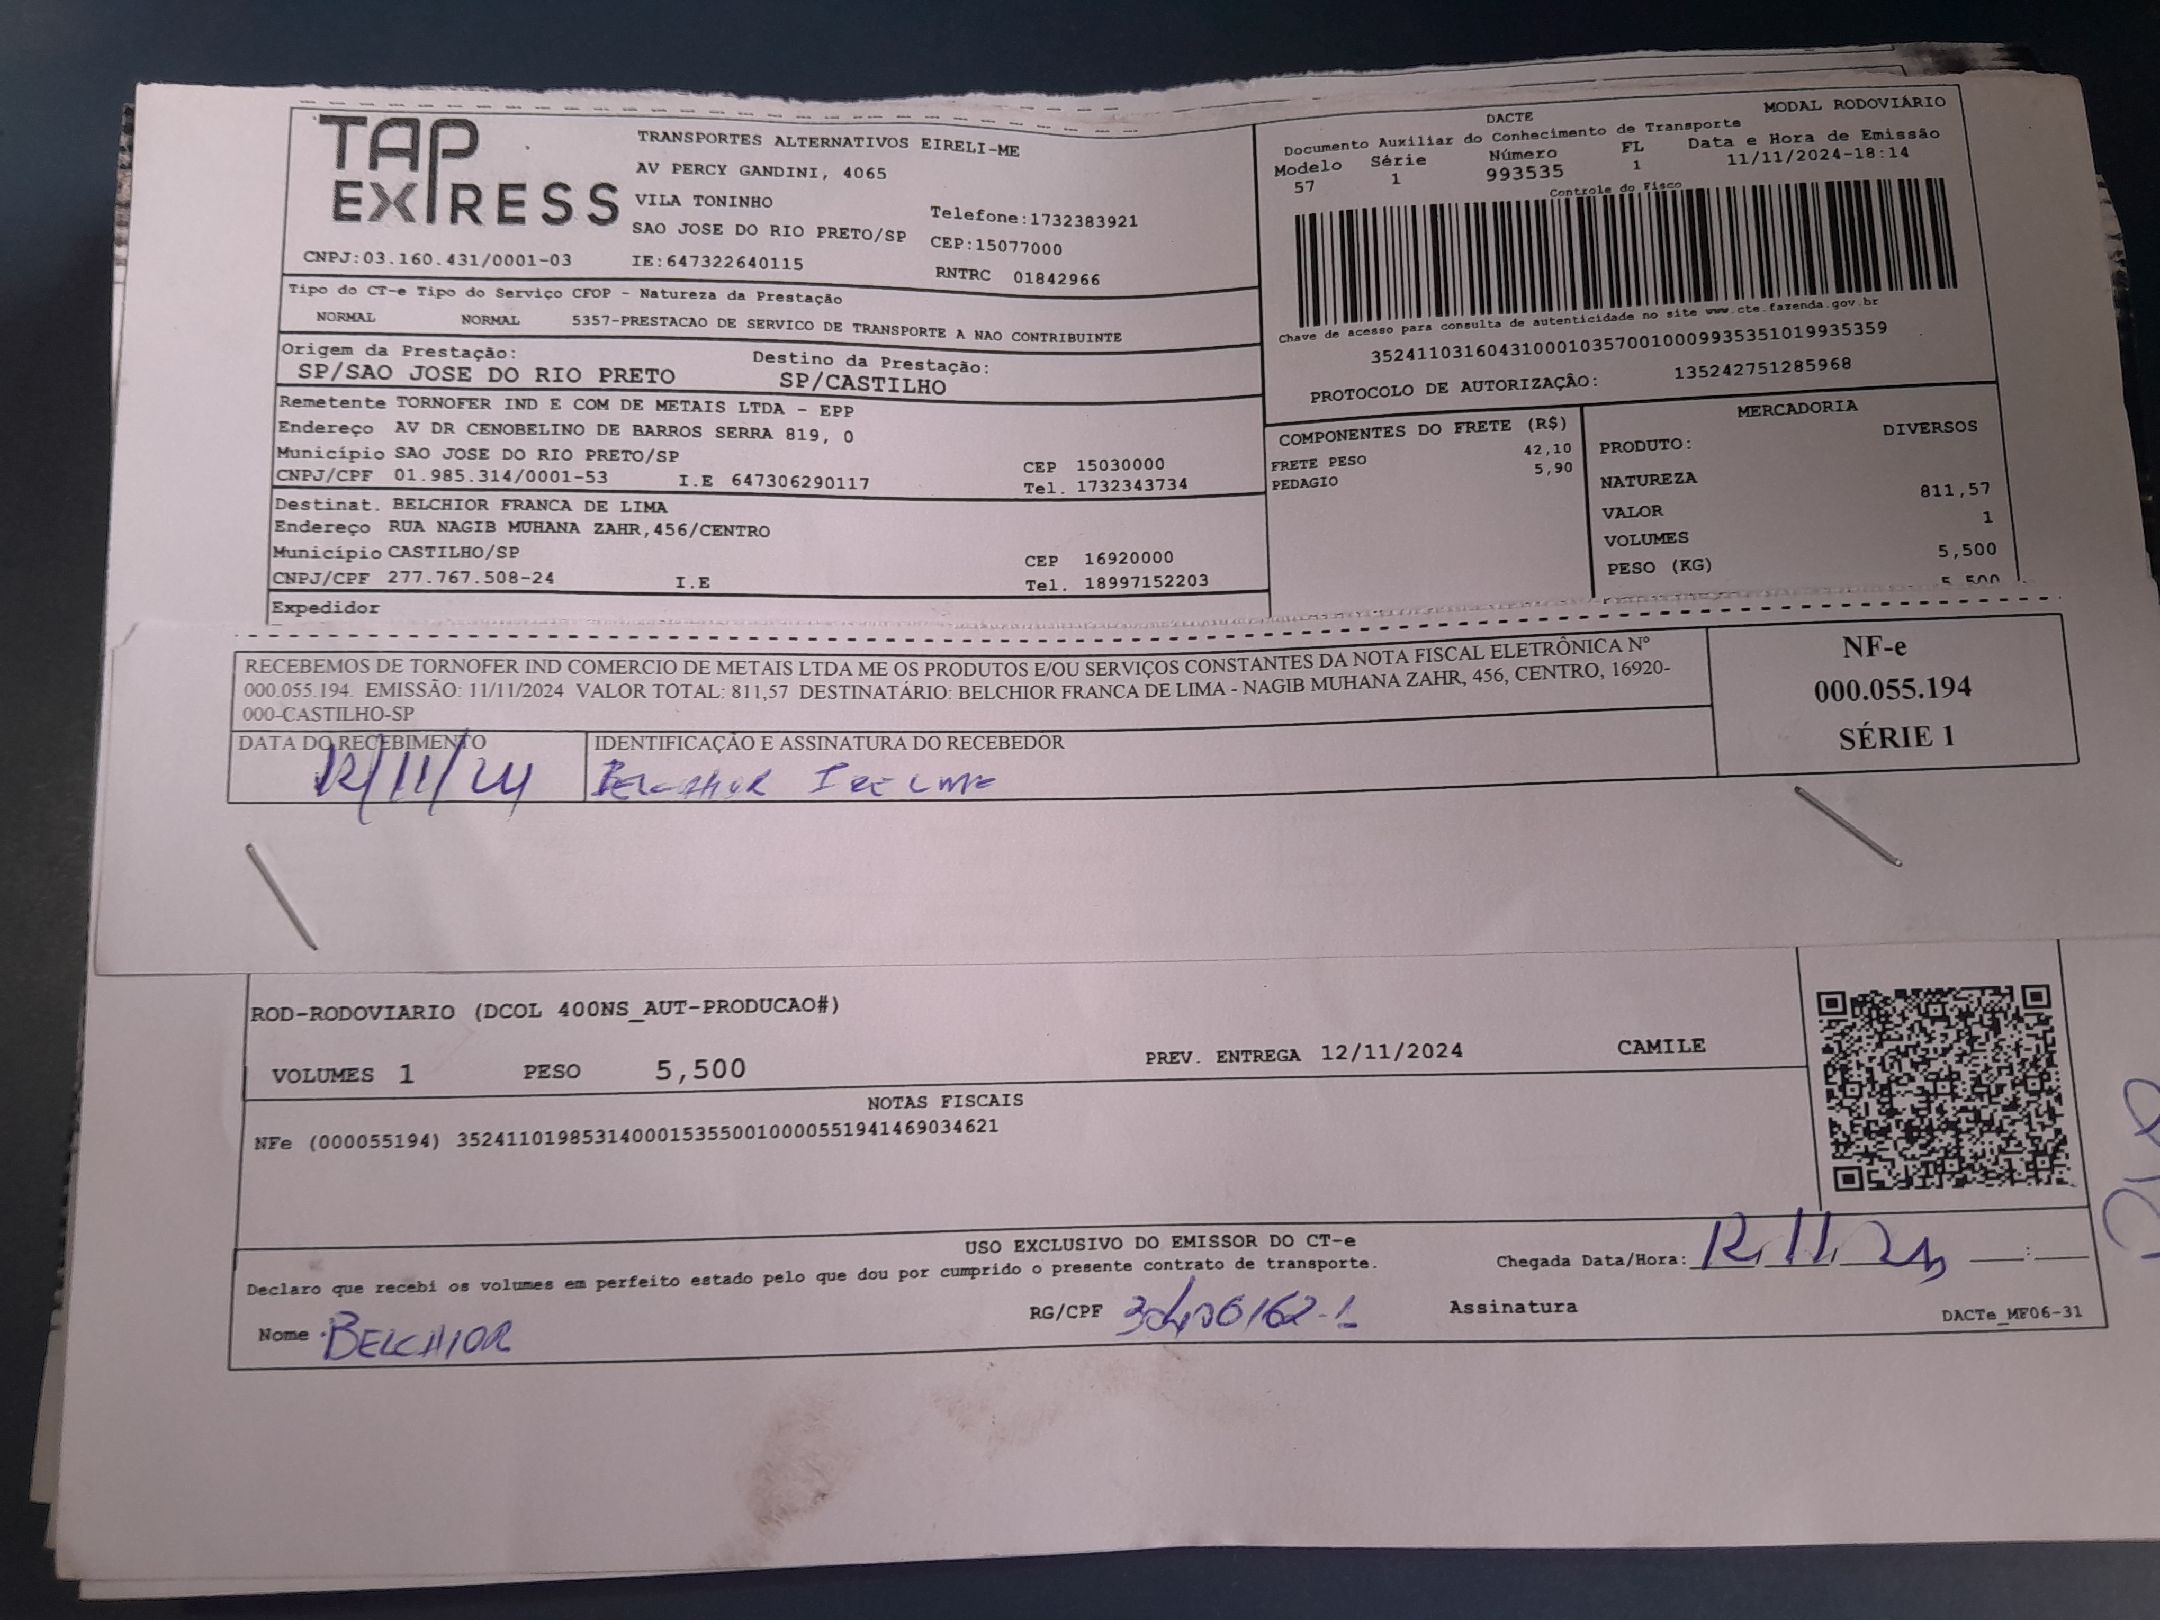 TAP EXPRESS
TRANSPORTES ALTERNATIVOS EIRELI-ME
AV PERCY GANDINI, 4065
VILA TONINHO
SAO JOSE DO RIO PRETO/SP
Telefone:1732383921
CEP:15077000
CNPJ:03.160.431/0001-03 IE:647322640115 RNTRC 01842966
Tipo do CT-e Tipo do Serviço CFOP - Natureza da Prestação
NORMAL NORMAL 5357-PRESTACAO DE SERVICO DE TRANSPORTE A NAO CONTRIBUINTE
Origem da Prestação: Destino da Prestação:
SP/SAO JOSE DO RIO PRETO SP/CASTILHO
Remetente TORNOFER IND E COM DE METAIS LTDA - EPP
Endereço AV DR CENOBELINO DE BARROS SERRA 819, 0
Município SAO JOSE DO RIO PRETO/SP CEP 15030000
CNPJ/CPF 01.985.314/0001-53 I.E 647306290117 Tel. 1732343734
Destinat. BELCHIOR FRANCA DE LIMA
Endereço RUA NAGIB MUHANA ZAHR,456/CENTRO
Município CASTILHO/SP CEP 16920000
CNPJ/CPF 277.767.508-24 I.E Tel. 18997152203
Expedidor
DACTE MODAL RODOVIÁRIO
Documento Auxiliar do Conhecimento de Transporte
Modelo Série Número FL Data e Hora de Emissão
57 1 993535 1 11/11/2024-18:14
Controle do Fisco
Chave de acesso para consulta de autenticidade no site www.cte.fazenda.gov.br
35241103160431000103570010009935351019935359
PROTOCOLO DE AUTORIZAÇÃO: 135242751285968
COMPONENTES DO FRETE (R$)
FRETE PESO 42,10
PEDAGIO 5,90
MERCADORIA
PRODUTO: DIVERSOS
NATUREZA
VALOR 811,57
VOLUMES 1
PESO (KG) 5,500
5,500
RECEBEMOS DE TORNOFER IND COMERCIO DE METAIS LTDA ME OS PRODUTOS E/OU SERVIÇOS CONSTANTES DA NOTA FISCAL ELETRÔNICA Nº
000.055.194. EMISSÃO: 11/11/2024 VALOR TOTAL: 811,57 DESTINATÁRIO: BELCHIOR FRANCA DE LIMA - NAGIB MUHANA ZAHR, 456, CENTRO, 16920-
000-CASTILHO-SP
NF-e
000.055.194
SÉRIE 1
DATA DO RECEBIMENTO IDENTIFICAÇÃO E ASSINATURA DO RECEBEDOR
12/11/24 BELCHIOR
ROD-RODOVIARIO (DCOL 400NS_AUT-PRODUCAO#)
VOLUMES 1 PESO 5,500 PREV. ENTREGA 12/11/2024 CAMILE
NOTAS FISCAIS
NFe (000055194) 35241101985314000153550010000551941469034621
USO EXCLUSIVO DO EMISSOR DO CT-e
Declaro que recebi os volumes em perfeito estado pelo que dou por cumprido o presente contrato de transporte.
Chegada Data/Hora: 12 11 24 __:__
Nome BELCHIOR RG/CPF Assinatura
DACTe_MF06-31